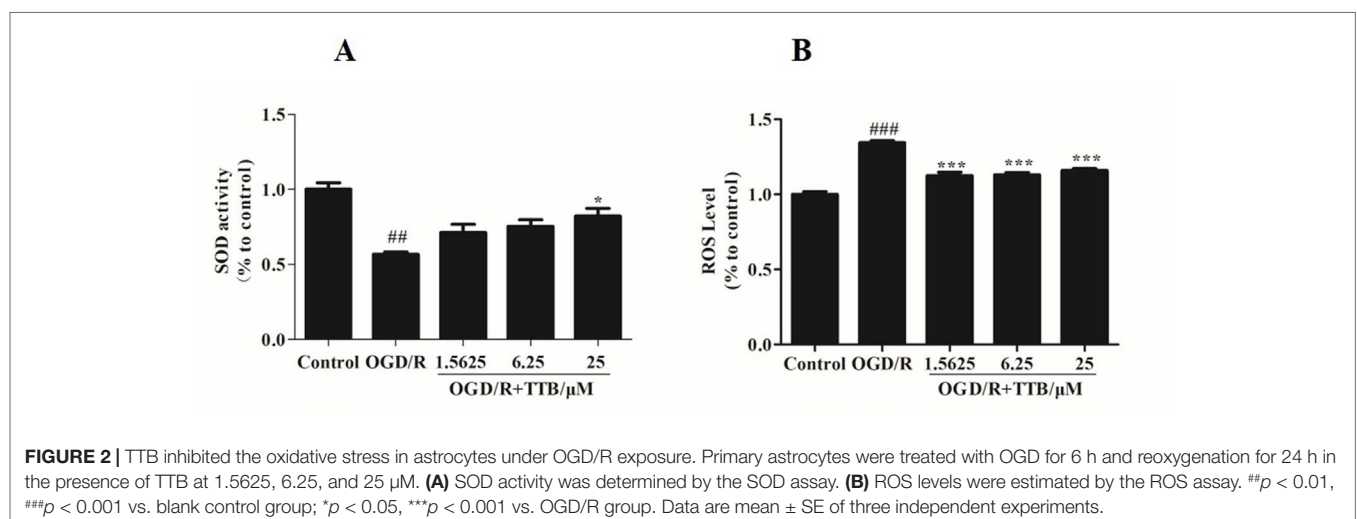 A
B
1.5
1.0
0.5
0.0
SOD activity
(% to control)
##
*
Control OGD/R 1.5625 6.25 25
OGD/R+TTB/μM
1.5
1.0
0.5
0.0
ROS Level
(% to control)
###
*** *** ***
Control OGD/R 1.5625 6.25 25
OGD/R+TTB/μM
FIGURE 2 | TTB inhibited the oxidative stress in astrocytes under OGD/R exposure. Primary astrocytes were treated with OGD for 6 h and reoxygenation for 24 h in
the presence of TTB at 1.5625, 6.25, and 25 μM. (A) SOD activity was determined by the SOD assay. (B) ROS levels were estimated by the ROS assay. ##p < 0.01,
###p < 0.001 vs. blank control group; *p < 0.05, ***p < 0.001 vs. OGD/R group. Data are mean ± SE of three independent experiments.